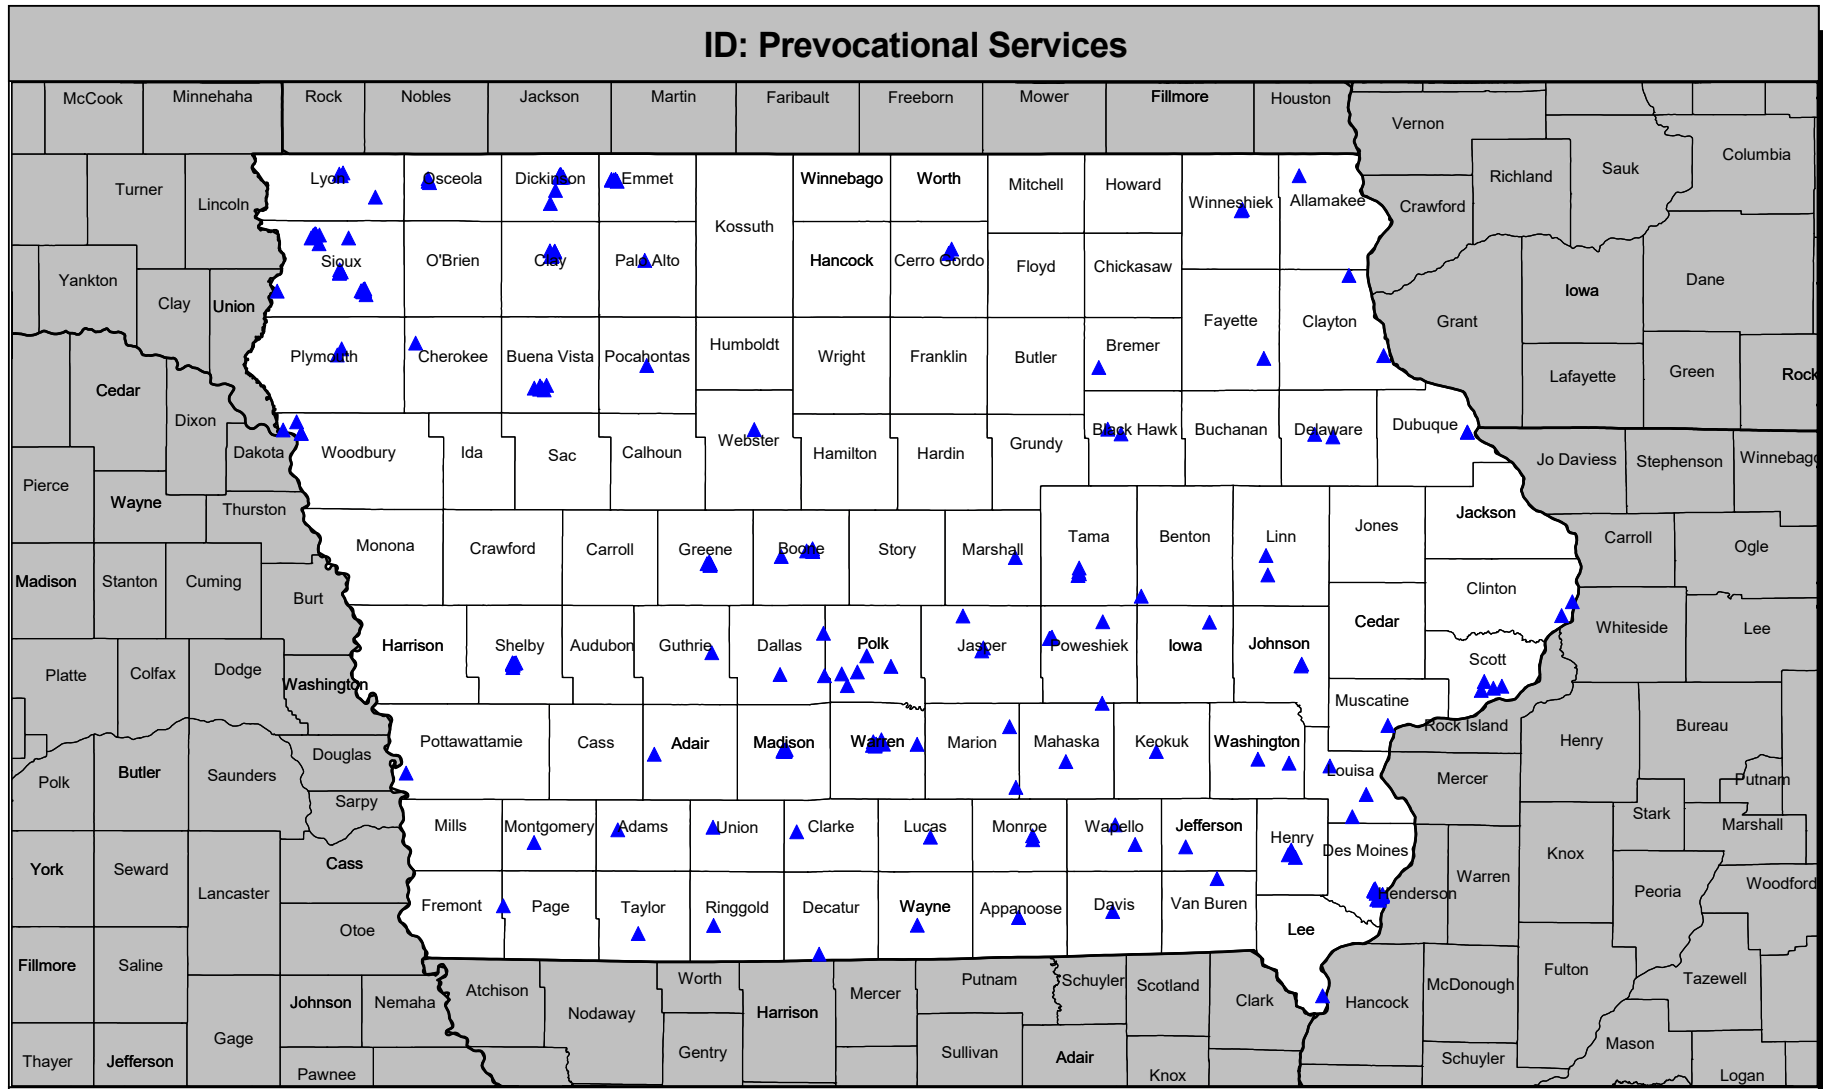 ID: Prevocational Services
McCook
Minnehaha
Rock
Nobles
Jackson
Martin
Faribault
Freeborn
Mower
Fillmore
Houston
Vernon
Columbia
Sauk
Richland
Turner
Lincoln
Lyon
Osceola
Dickinson
Emmet
Winnebago
Worth
Mitchell
Howard
Winneshiek
Allamakee
Crawford
Kossuth
Yankton
Clay
Union
Sioux
O'Brien
Clay
Palo Alto
Hancock
Cerro Gordo
Floyd
Chickasaw
Iowa
Dane
Fayette
Clayton
Grant
Plymouth
Cherokee
Buena Vista
Pocahontas
Humboldt
Wright
Franklin
Butler
Bremer
Lafayette
Green
Rock
Cedar
Dixon
Dakota
Woodbury
Ida
Sac
Calhoun
Webster
Hamilton
Hardin
Grundy
Black Hawk
Buchanan
Delaware
Dubuque
Jo Daviess
Stephenson
Winnebago
Pierce
Wayne
Thurston
Jackson
Jones
Monona
Crawford
Carroll
Greene
Boone
Story
Marshall
Tama
Benton
Linn
Carroll
Ogle
Madison
Stanton
Cuming
Burt
Clinton
Cedar
Whiteside
Lee
Harrison
Shelby
Audubon
Guthrie
Dallas
Polk
Jasper
Poweshiek
Iowa
Johnson
Scott
Platte
Colfax
Dodge
Washington
Muscatine
Rock Island
Henry
Bureau
Douglas
Pottawattamie
Cass
Adair
Madison
Warren
Marion
Mahaska
Keokuk
Washington
Louisa
Mercer
Putnam
Polk
Butler
Saunders
Sarpy
Mills
Montgomery
Adams
Union
Clarke
Lucas
Monroe
Wapello
Jefferson
Henry
Des Moines
Stark
Marshall
York
Seward
Cass
Lancaster
Knox
Warren
Henderson
Peoria
Woodford
Fremont
Page
Taylor
Ringgold
Decatur
Wayne
Appanoose
Davis
Van Buren
Lee
Otoe
Fillmore
Saline
Johnson
Nemaha
Atchison
Nodaway
Worth
Harrison
Mercer
Putnam
Schuyler
Scotland
Clark
Hancock
McDonough
Fulton
Tazewell
Gage
Gentry
Sullivan
Adair
Knox
Schuyler
Mason
Logan
Thayer
Jefferson
Pawnee